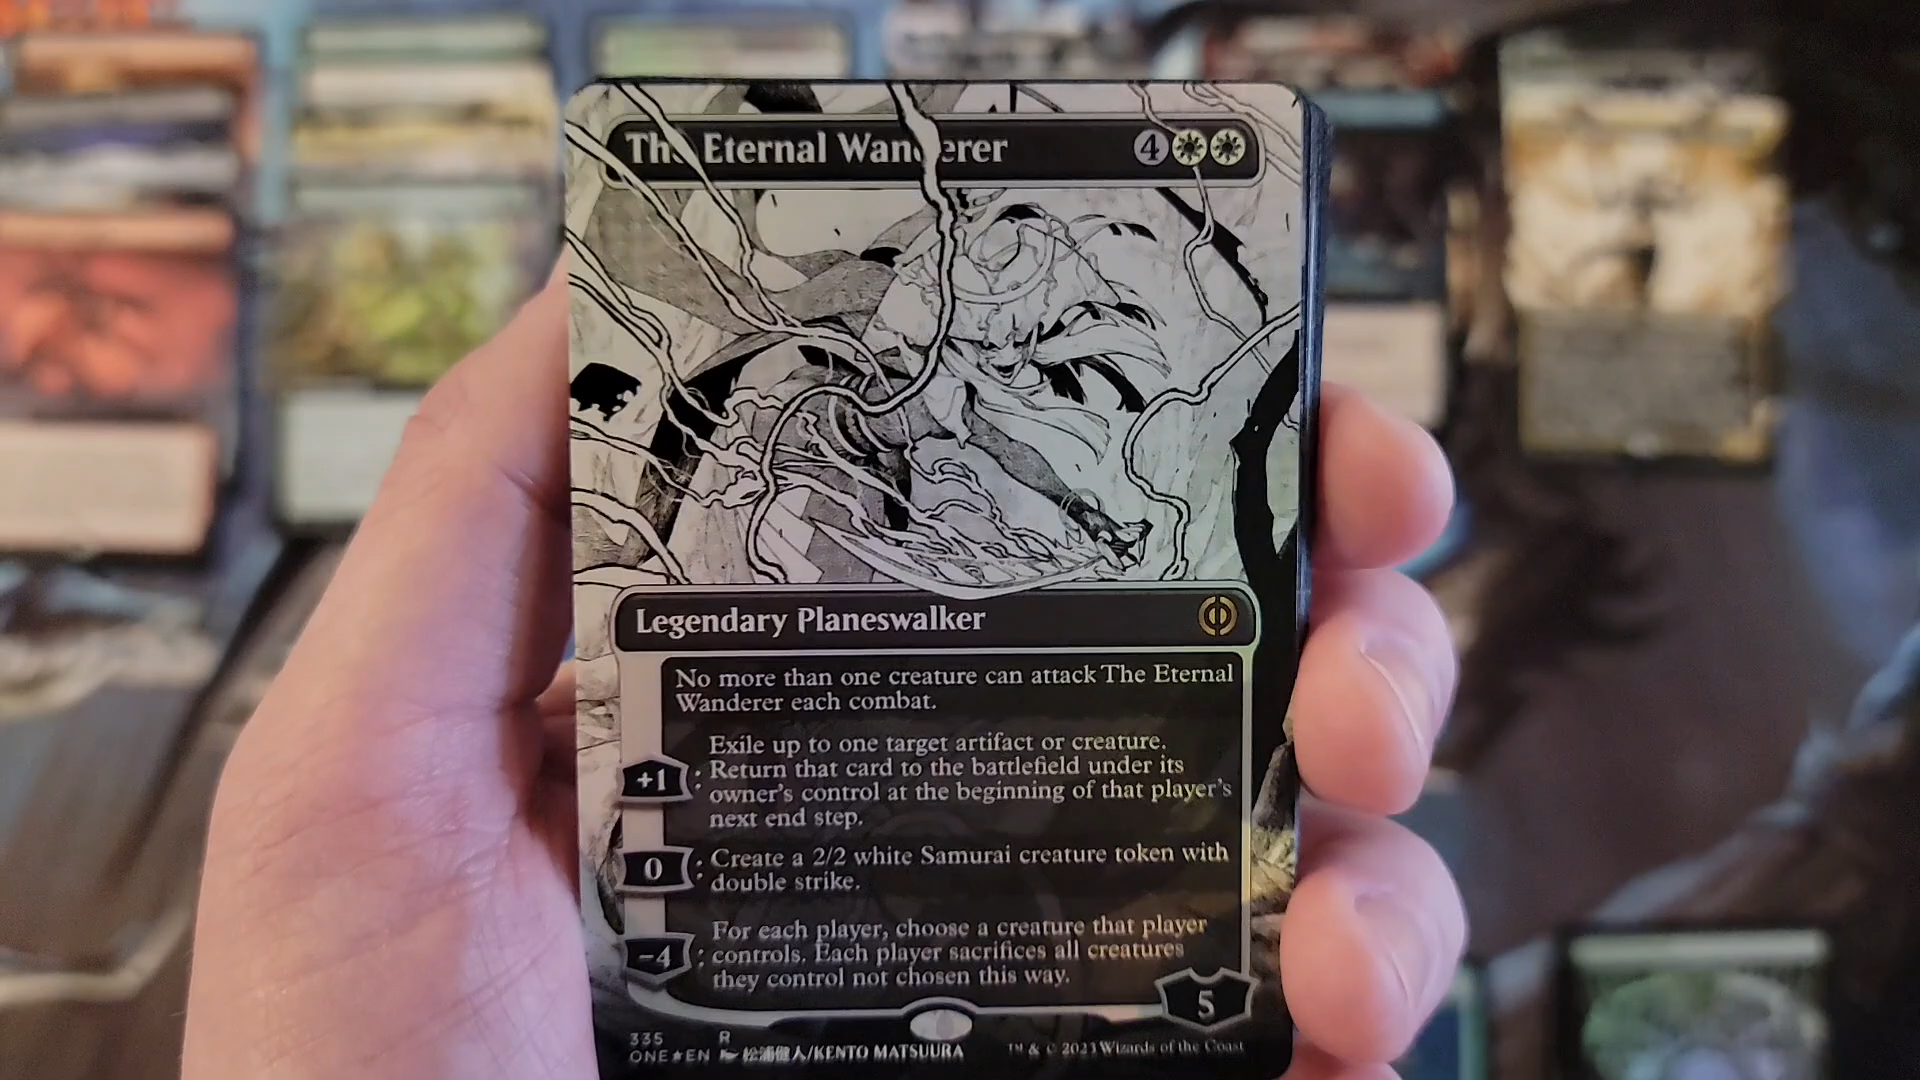 The Eternal Wanderer 4
Legendary Planeswalker
No more than one creature can attack The Eternal
Wanderer each combat.
Exile up to one target artifact or creature.
+1 : Return that card to the battlefield under its
owner's control at the beginning of that player's
next end step.
0 : Create a 2/2 white Samurai creature token with
double strike.
For each player, choose a creature that player
-4 : controls. Each player sacrifices all creatures
they control not chosen this way.
5
335 R
ONE★EN 松浦健人/KENTO MATSUURA ™ & © 2023 Wizards of the Coast